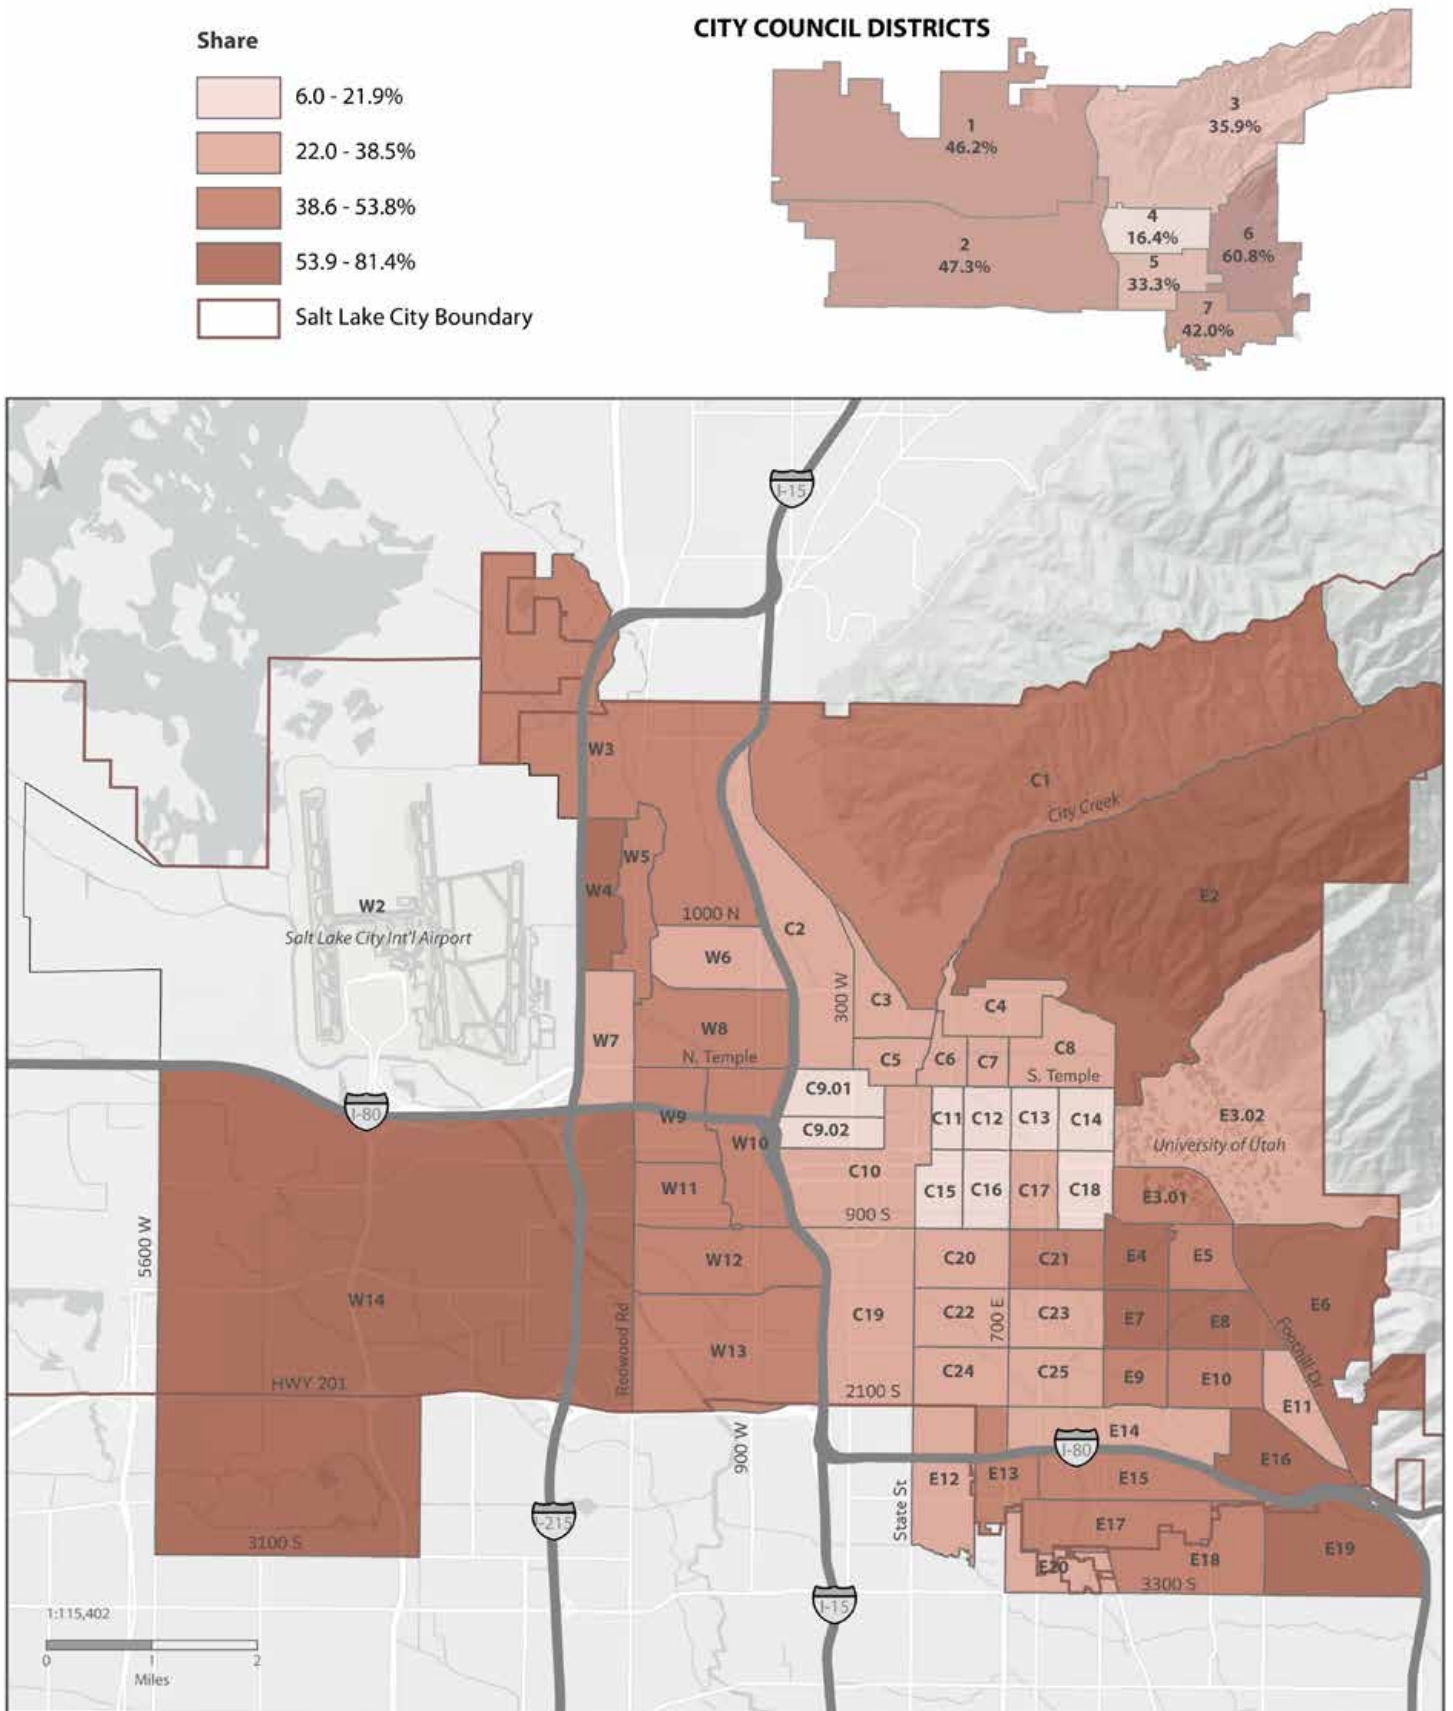 Share
6.0 - 21.9%
22.0 - 38.5%
38.6 - 53.8%
53.9 - 81.4%
Salt Lake City Boundary
CITY COUNCIL DISTRICTS
1
46.2%
3
35.9%
4
16.4%
2
47.3%
5
33.3%
6
60.8%
7
42.0%
I-15
W3
C1
City Creek
W5
W4
E2
W2
Salt Lake City Int'l Airport
1000 N
C2
W6
300 W
C3
C4
W7
W8
N. Temple
C5
C6
C7
C8
S. Temple
I-80
C9.01
C9.02
W9
W10
C11
C12
C13
C14
E3.02
University of Utah
W11
C10
900 S
C15
C16
C17
C18
E3.01
5600 W
W12
C20
C21
E4
E5
W14
C19
C22
700 E
C23
E7
E8
E6
Redwood Rd
Foothill Dr
W13
HWY 201
2100 S
C24
C25
E9
E10
E11
900 W
E14
I-80
State St
E12
E13
E15
E16
I-215
3100 S
E17
E18
E19
E20
3300 S
I-15
1:115,402
0
1
2
Miles